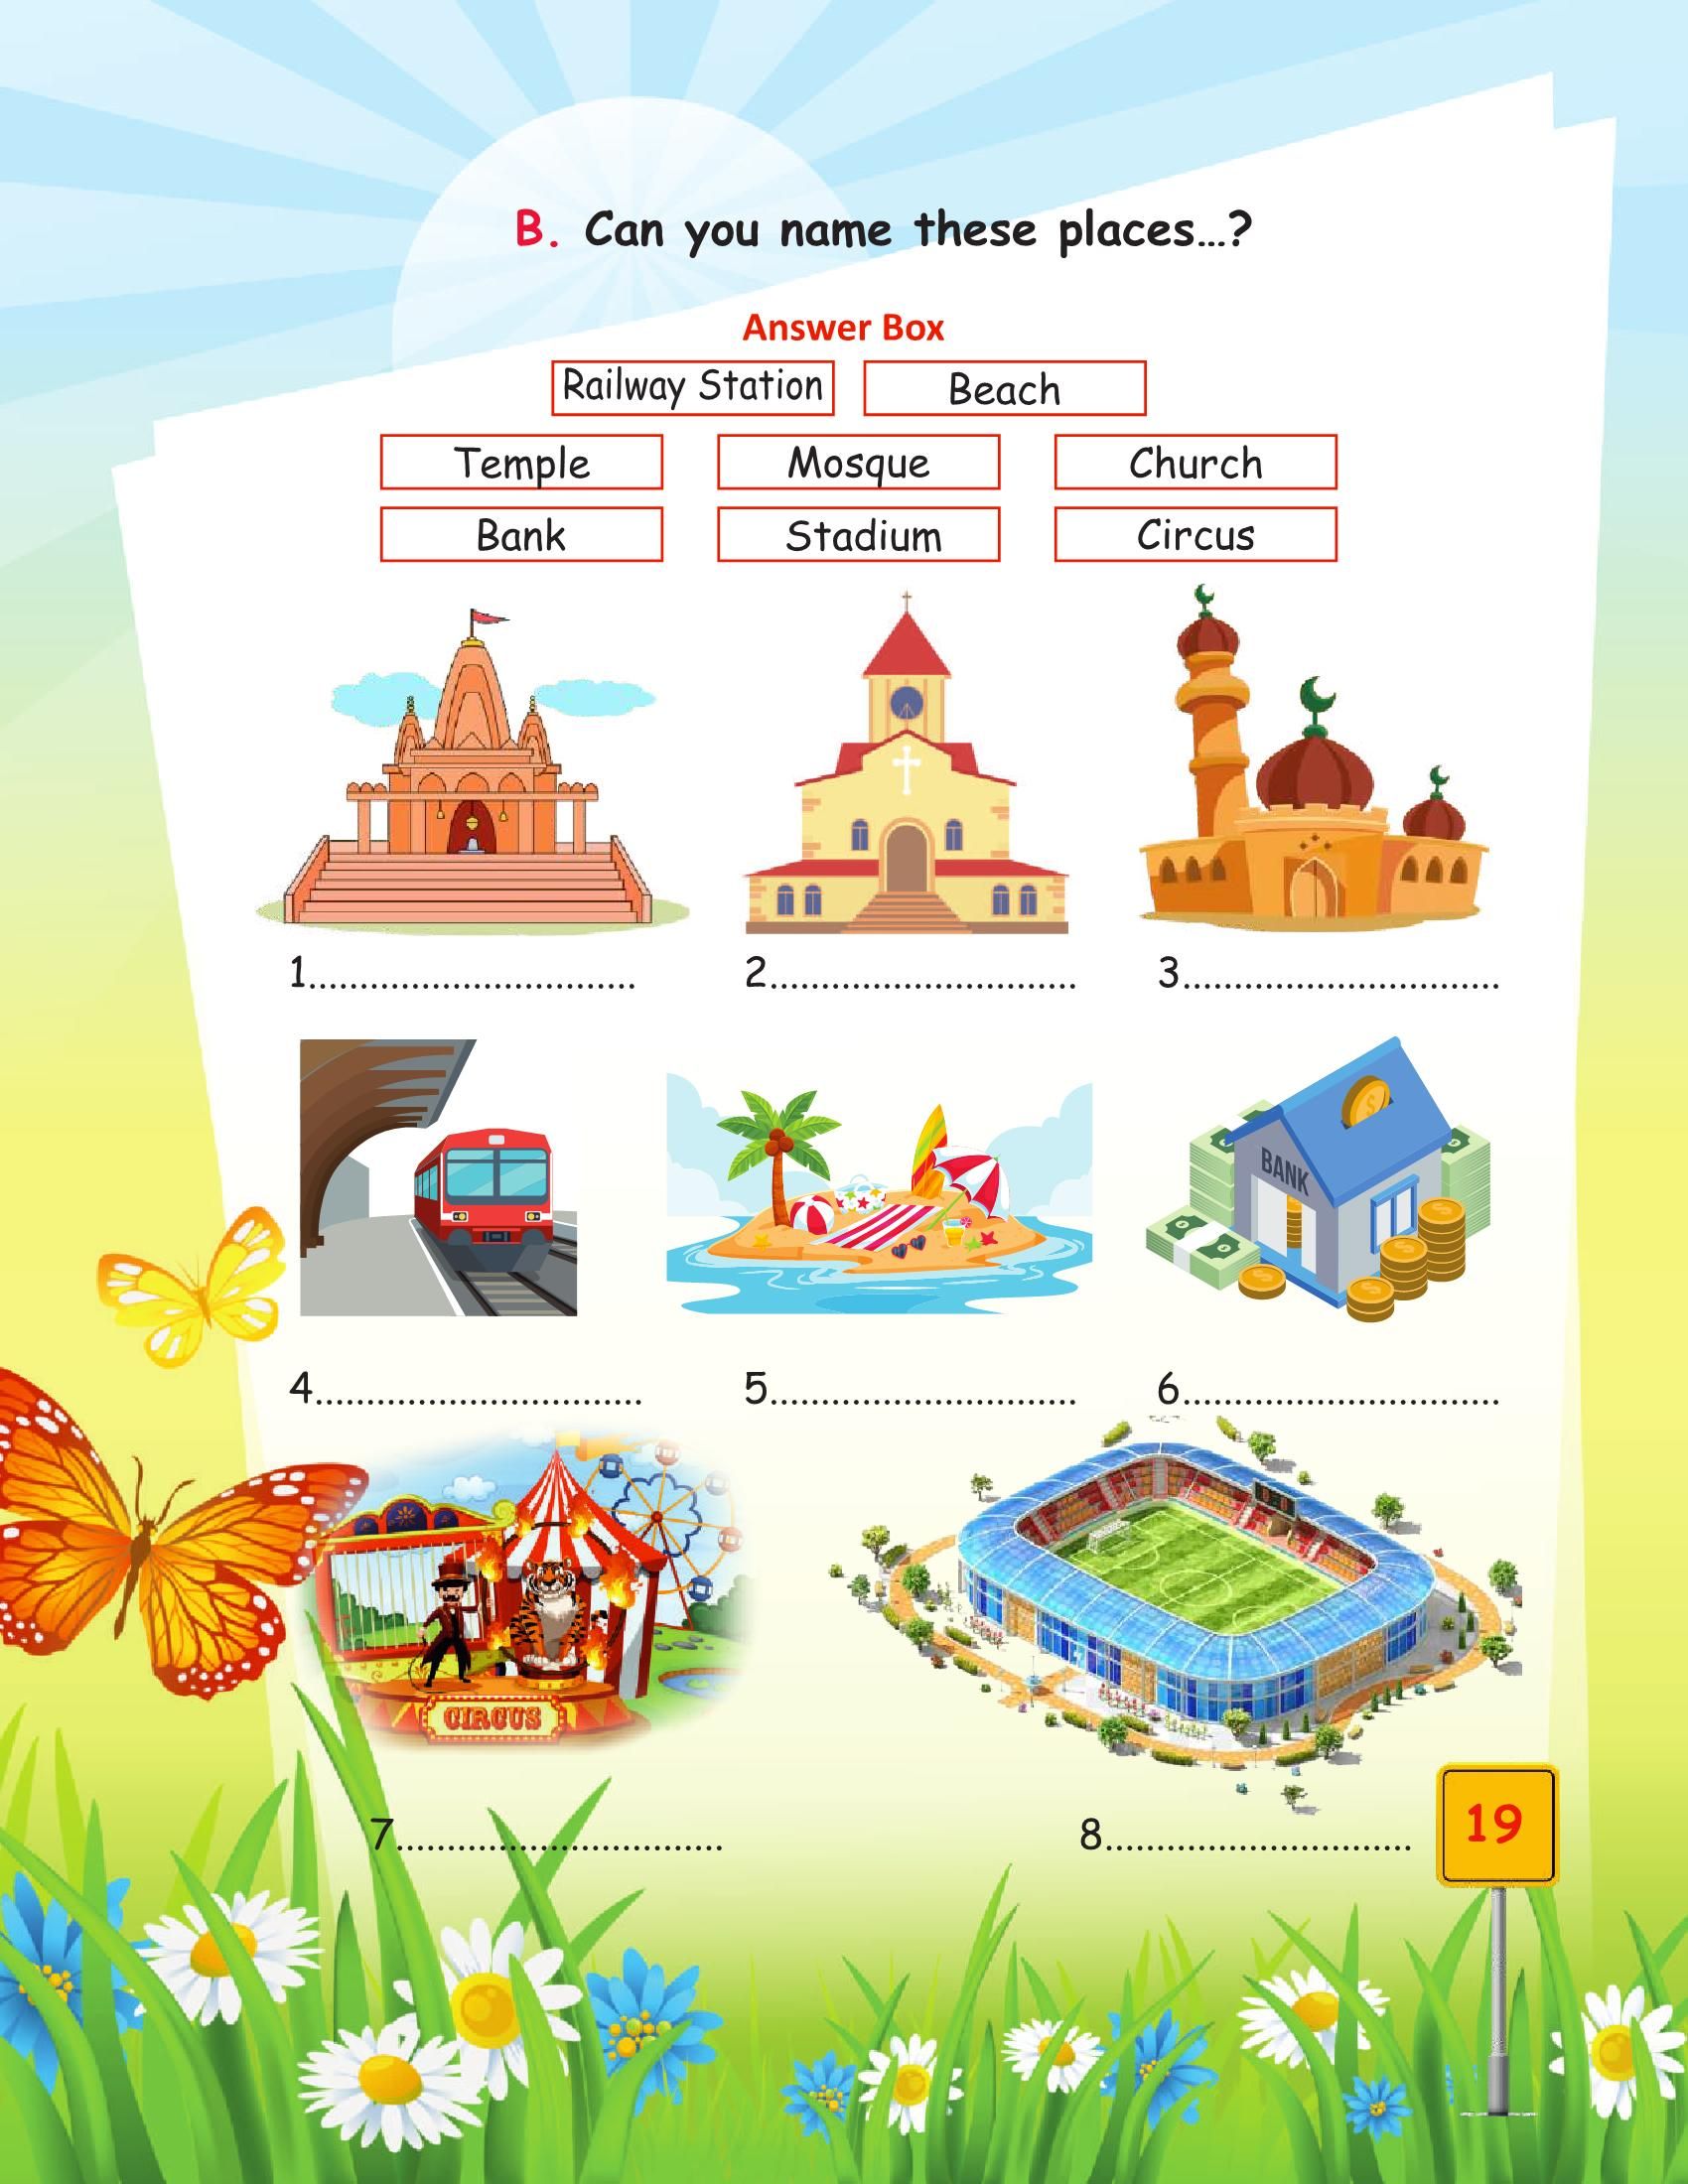 B. Can you name these places...?
Answer Box
Railway Station Beach
Temple Mosque Church
Bank Stadium Circus
1................................ 2.............................. 3...............................
BANK
4................................ 5.............................. 6...............................
CIRCUS
7................................ 8..............................
19